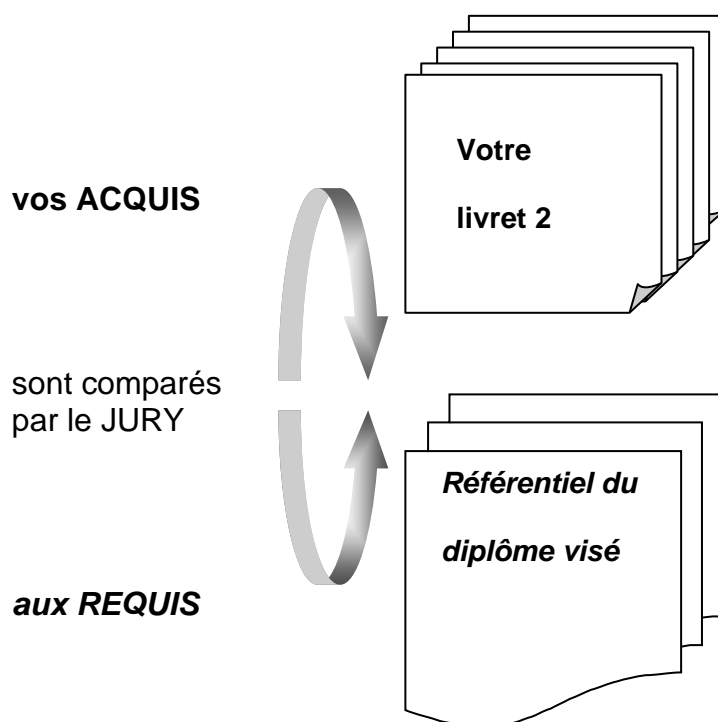 Votre
livret 2
vos ACQUIS
sont comparés
par le JURY
Référentiel du
diplôme visé
aux REQUIS